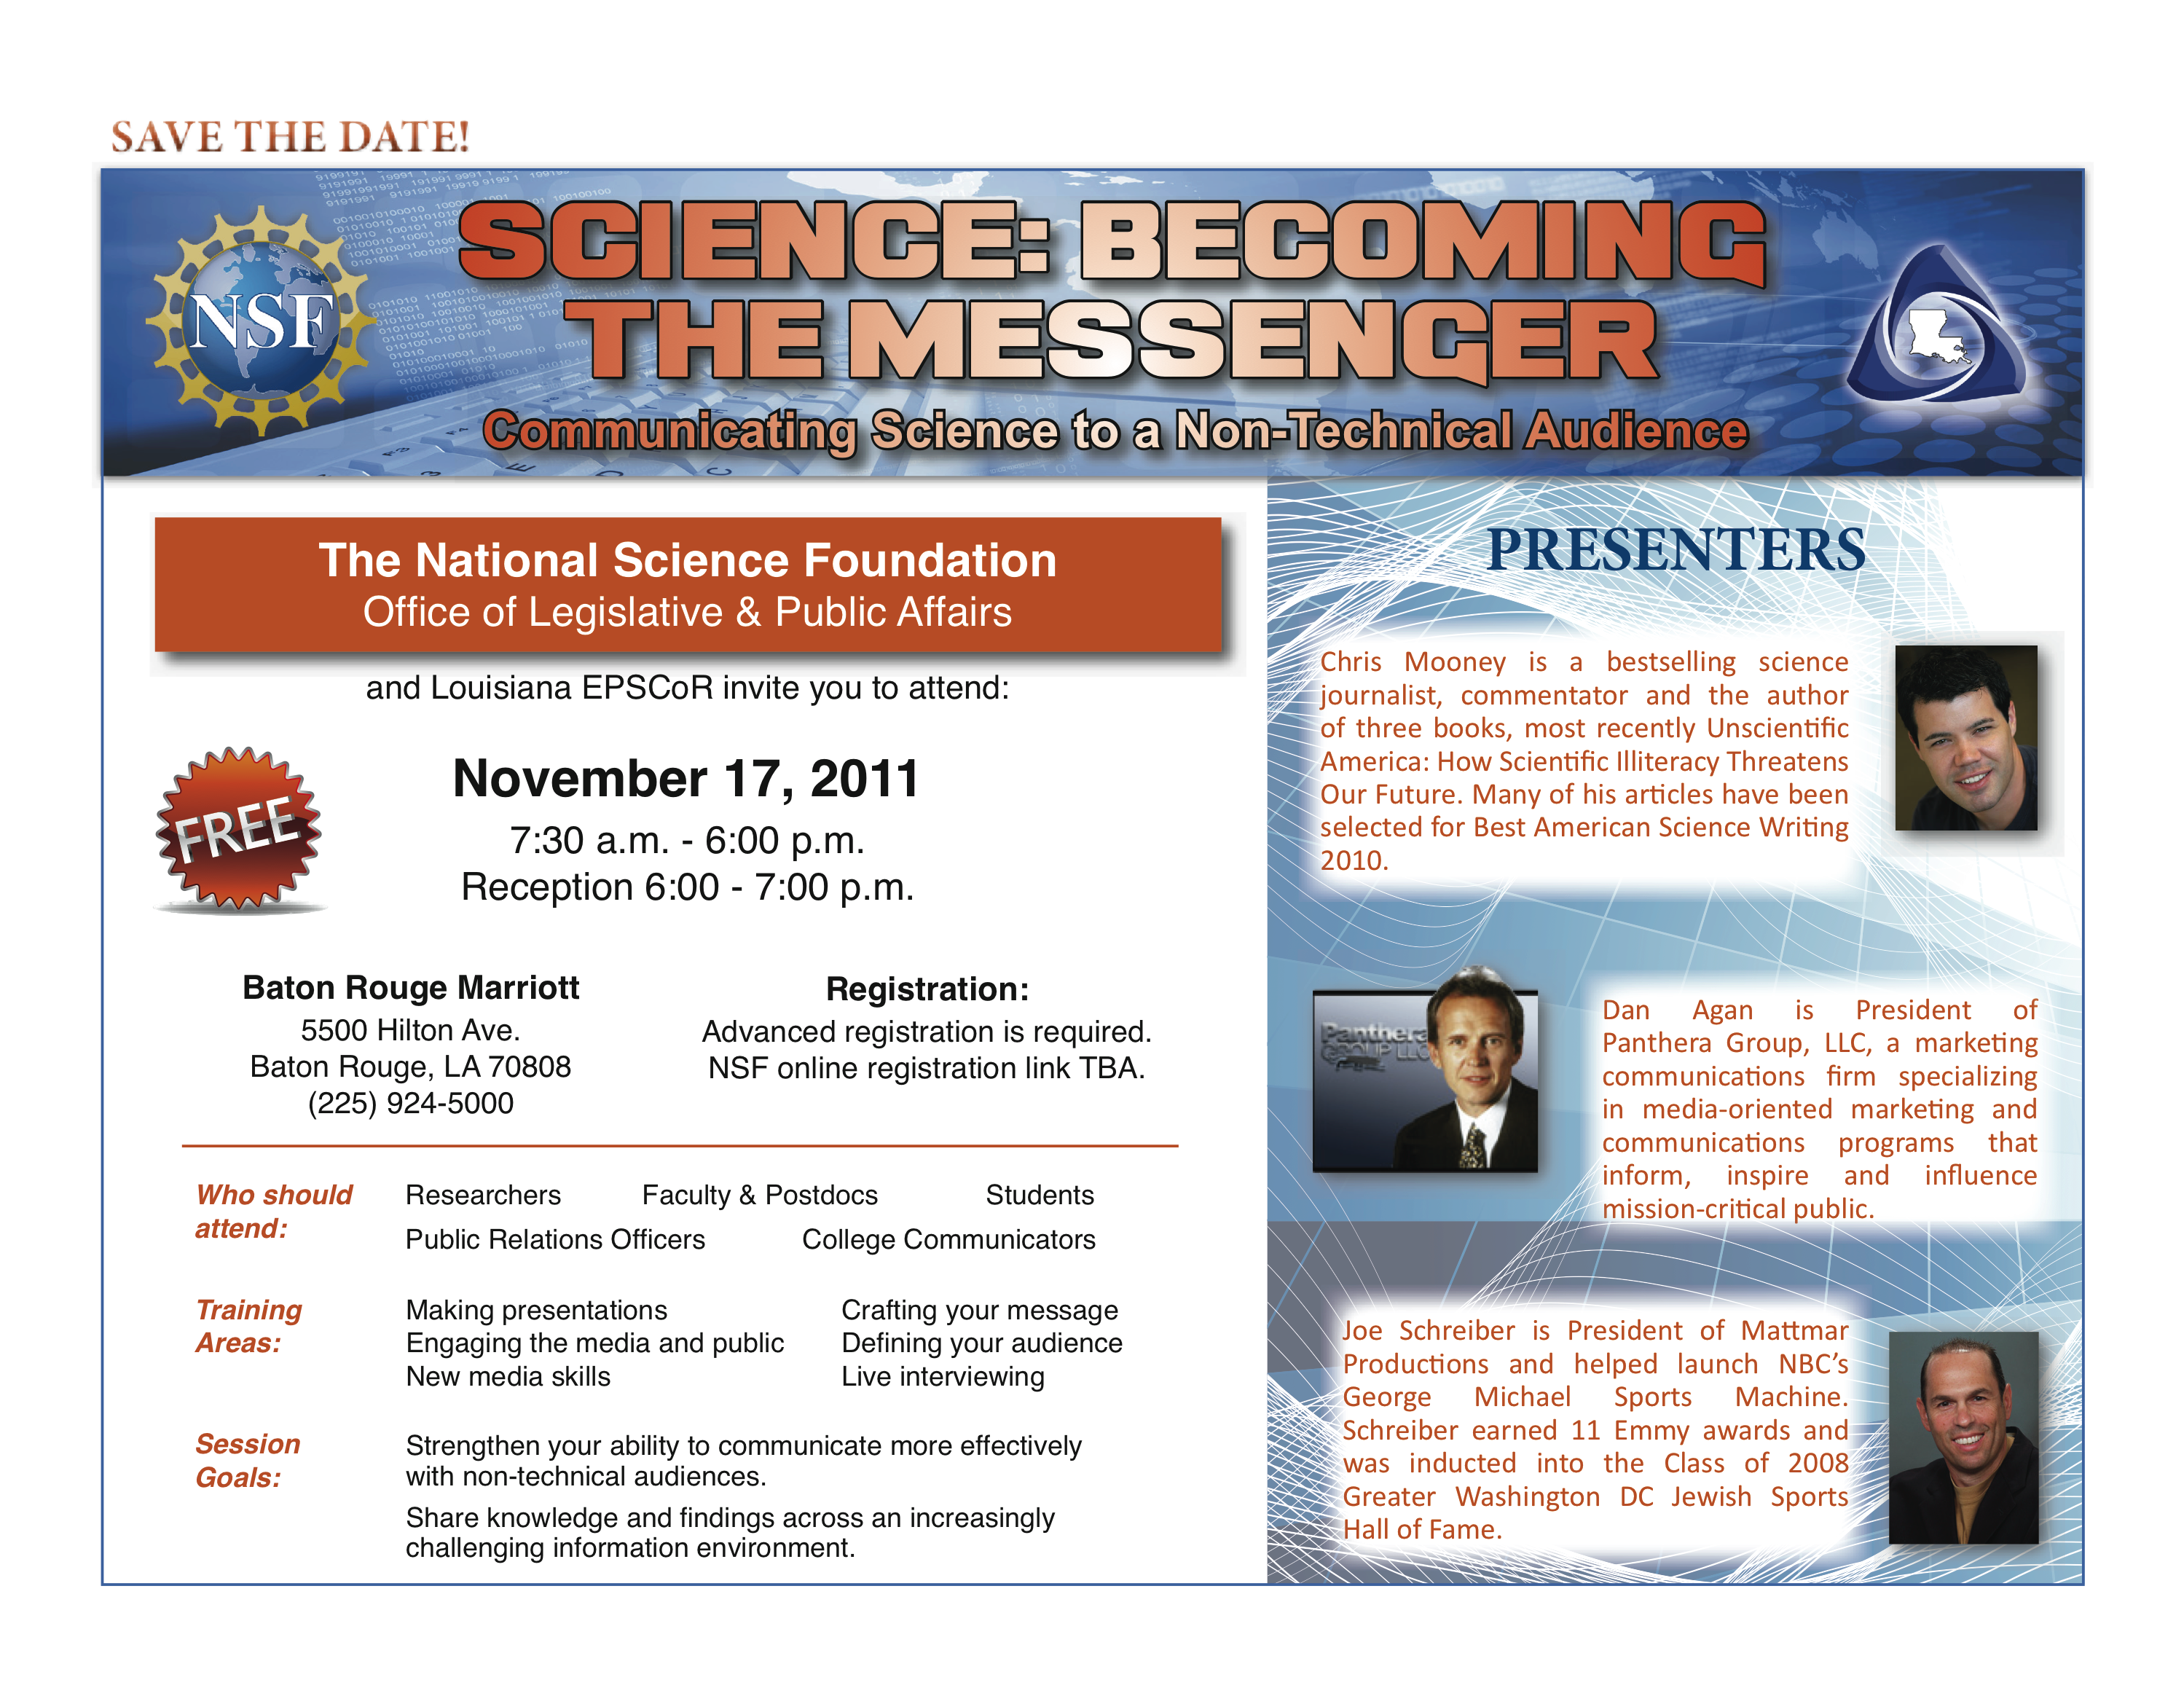 SAVE THE DATE!
NSF
SCIENCE: BECOMING
THE MESSENGER
Communicating Science to a Non-Technical Audience
The National Science Foundation
Office of Legislative & Public Affairs
and Louisiana EPSCoR invite you to attend:
FREE
November 17, 2011
7:30 a.m. - 6:00 p.m.
Reception 6:00 - 7:00 p.m.
Baton Rouge Marriott
5500 Hilton Ave.
Baton Rouge, LA 70808
(225) 924-5000
Registration:
Advanced registration is required.
NSF online registration link TBA.
Who should
attend:
Researchers Faculty & Postdocs Students
Public Relations Officers College Communicators
Training
Areas:
Making presentations
Engaging the media and public
New media skills
Crafting your message
Defining your audience
Live interviewing
Session
Goals:
Strengthen your ability to communicate more effectively
with non-technical audiences.
Share knowledge and findings across an increasingly
challenging information environment.
PRESENTERS
Chris Mooney is a bestselling science
journalist, commentator and the author
of three books, most recently Unscientific
America: How Scientific Illiteracy Threatens
Our Future. Many of his articles have been
selected for Best American Science Writing
2010.
Panthera
GROUP LLC
Dan Agan is President of
Panthera Group, LLC, a marketing
communications firm specializing
in media-oriented marketing and
communications programs that
inform, inspire and influence
mission-critical public.
Joe Schreiber is President of Mattmar
Productions and helped launch NBC's
George Michael Sports Machine.
Schreiber earned 11 Emmy awards and
was inducted into the Class of 2008
Greater Washington DC Jewish Sports
Hall of Fame.